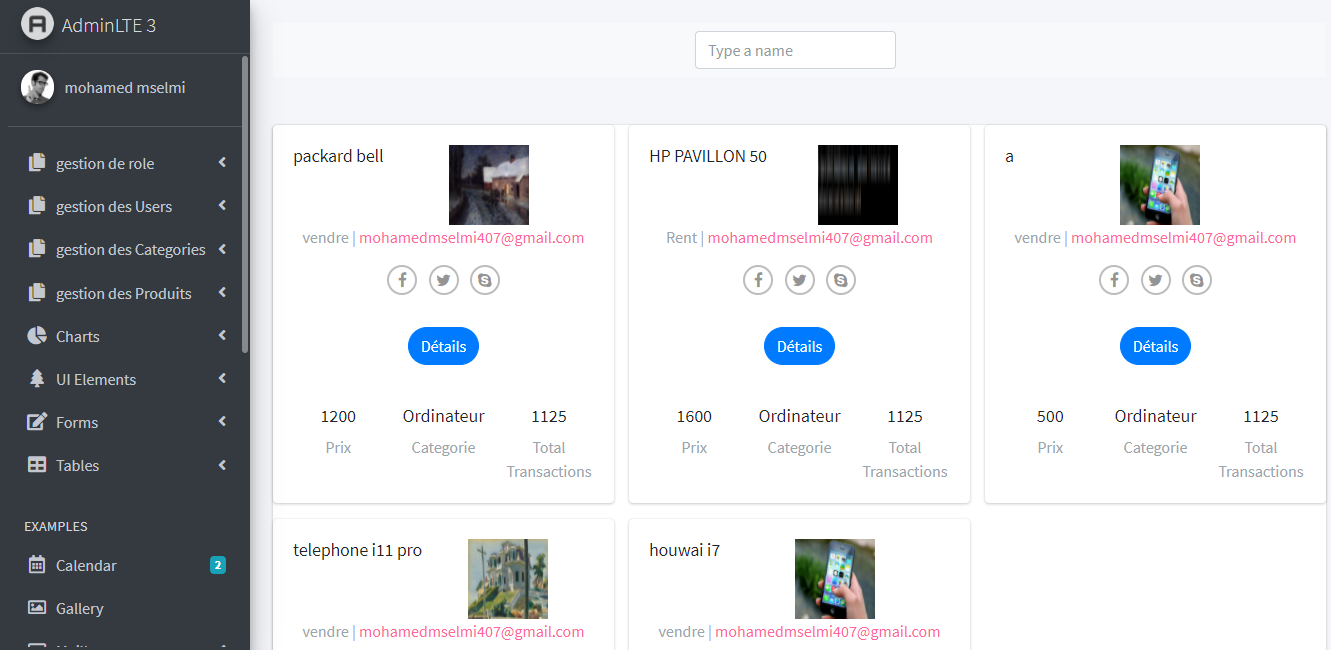 AdminLTE 3
mohamed mselmi
gestion de role
gestion des Users
gestion des Categories
gestion des Produits
Charts
UI Elements
Forms
Tables
EXAMPLES
Calendar 2
Gallery
Type a name
packard bell
vendre | mohamedmselmi407@gmail.com
Détails
1200 Ordinateur 1125
Prix Categorie Total
Transactions
HP PAVILLON 50
Rent | mohamedmselmi407@gmail.com
Détails
1600 Ordinateur 1125
Prix Categorie Total
Transactions
a
vendre | mohamedmselmi407@gmail.com
Détails
500 Ordinateur 1125
Prix Categorie Total
Transactions
telephone i11 pro
vendre | mohamedmselmi407@gmail.com
houwai i7
vendre | mohamedmselmi407@gmail.com